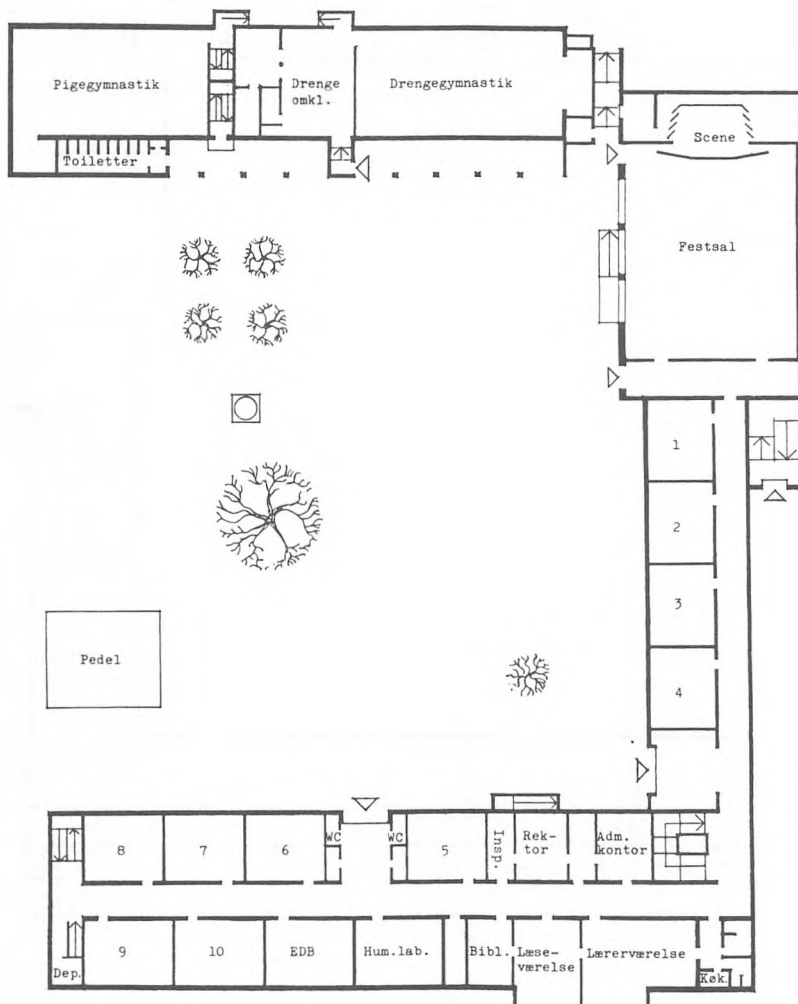 Pigegymnastik
Drenge
omkl.
Drengegymnastik
Toiletter
Scene
Festsal
1
2
3
4
Pedel
8
7
6
WC
WC
5
Insp.
Rek-
tor
Adm.
kontor
9
10
EDB
Hum.lab.
Bibl.
Læse-
værelse
Lærerværelse
Dep.
Køk.